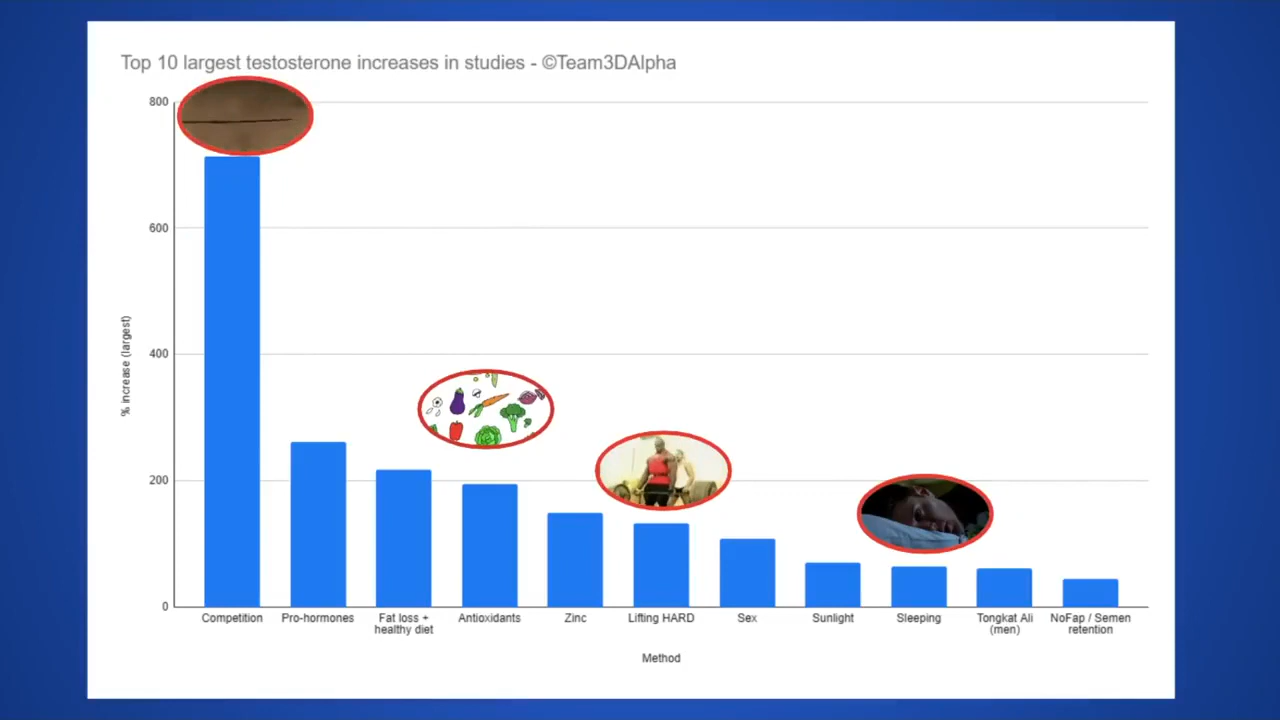 Top 10 largest testosterone increases in studies - ©Team3DAlpha
800
600
400
200
0
% increase (largest)
Competition
Pro-hormones
Fat loss +
healthy diet
Antioxidants
Zinc
Lifting HARD
Sex
Sunlight
Sleeping
Tongkat Ali
(men)
NoFap / Semen
retention
Method